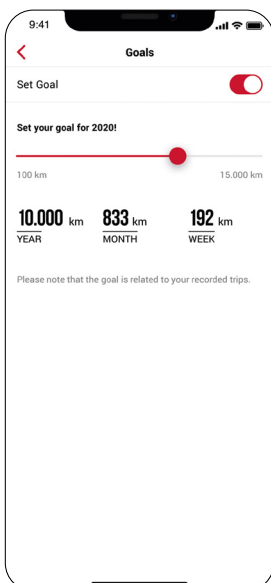 9:41
Goals
Set Goal
Set your goal for 2020!
100 km 15.000 km
10.000 km 833 km 192 km
YEAR MONTH WEEK
Please note that the goal is related to your recorded trips.